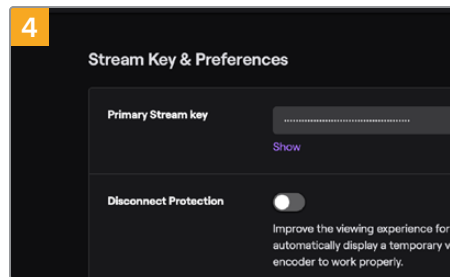 4
Stream Key & Preferences
Primary Stream key
Show
Disconnect Protection
Improve the viewing experience for
automatically display a temporary v
encoder to work properly.